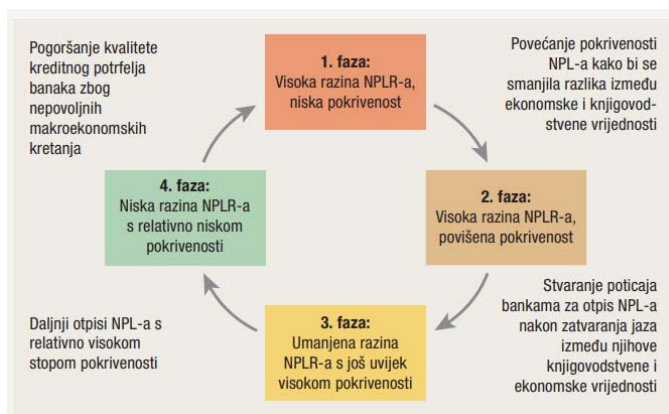 Pogoršanje kvalitete
kreditnog potrfelja
banaka zbog
nepovoljnih
makroekonomskih
kretanja
1. faza:
Visoka razina NPLR-a,
niska pokrivenost
Povećanje pokrivenosti
NPL-a kako bi se
smanjila razlika između
ekonomske i knjigovod-
stvene vrijednosti
4. faza:
Niska razina NPLR-a
s relativno niskom
pokrivenosti
2. faza:
Visoka razina NPLR-a,
povišena pokrivenost
Daljnji otpisi NPL-a s
relativno visokom
stopom pokrivenosti
3. faza:
Umanjena razina
NPLR-a s još uvijek
visokom pokrivenosti
Stvaranje poticaja
bankama za otpis NPL-a
nakon zatvaranja jaza
između njihove
knjigovodstvene i
ekonomske vrijednosti